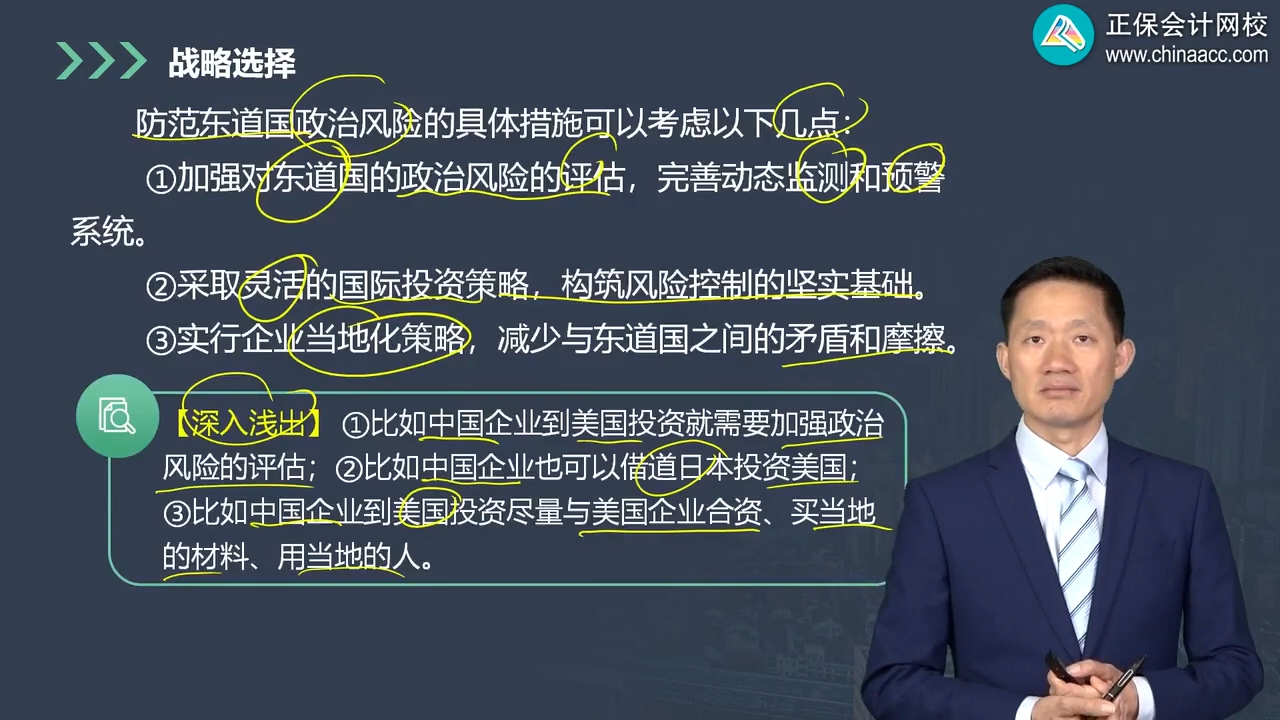 正保会计网校
www.chinaacc.com
战略选择
防范东道国政治风险的具体措施可以考虑以下几点：
①加强对东道国的政治风险的评估，完善动态监测和预警
系统。
②采取灵活的国际投资策略，构筑风险控制的坚实基础。
③实行企业当地化策略，减少与东道国之间的矛盾和摩擦。
【深入浅出】①比如中国企业到美国投资就需要加强政治
风险的评估；②比如中国企业也可以借道日本投资美国；
③比如中国企业到美国投资尽量与美国企业合资、买当地
的材料、用当地的人。